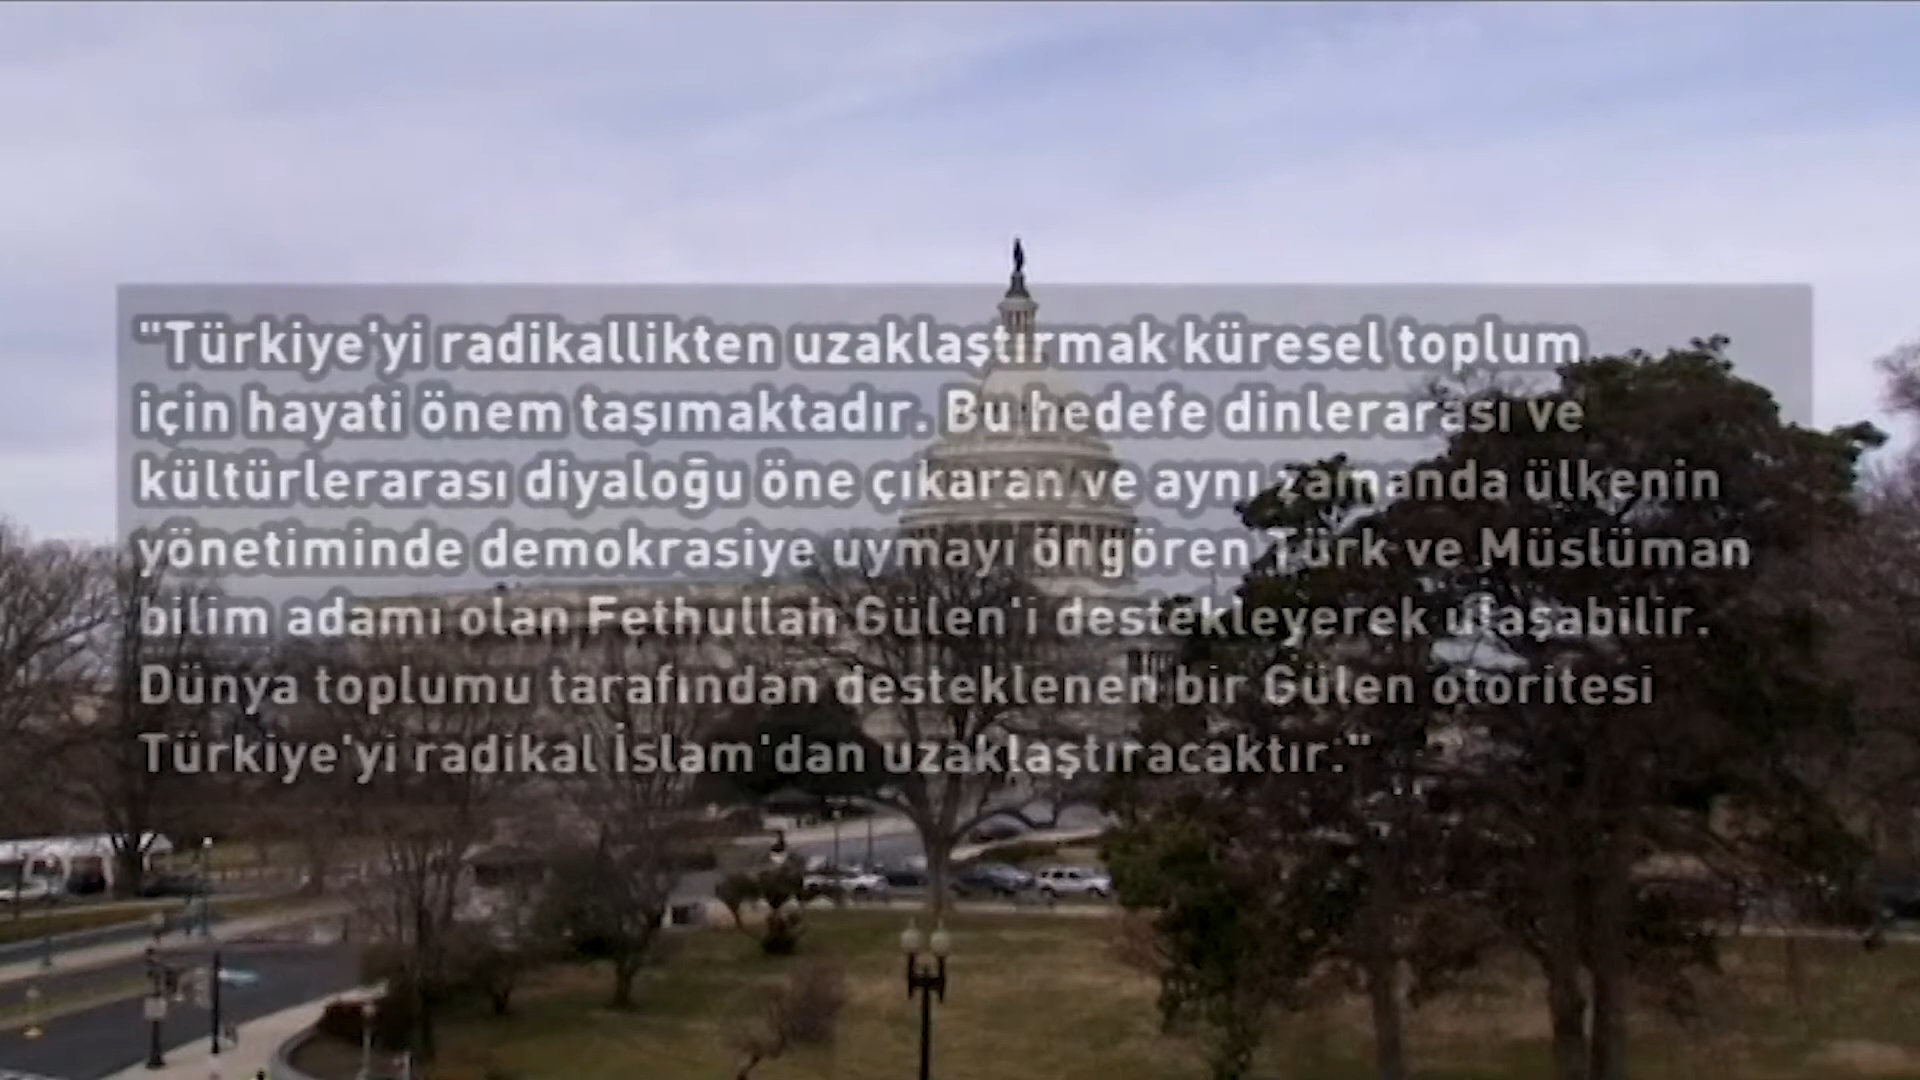 "Türkiye'yi radikallikten uzaklaştırmak küresel toplum
için hayati önem taşımaktadır. Bu hedefe dinlerarası ve
kültürlerarası diyaloğu öne çıkaran ve aynı zamanda ülkenin
yönetiminde demokrasiye uymayı öngören Türk ve Müslüman
bilim adamı olan Fethullah Gülen'i destekleyerek ulaşabilir.
Dünya toplumu tarafından desteklenen bir Gülen otoritesi
Türkiye'yi radikal İslam'dan uzaklaştıracaktır."